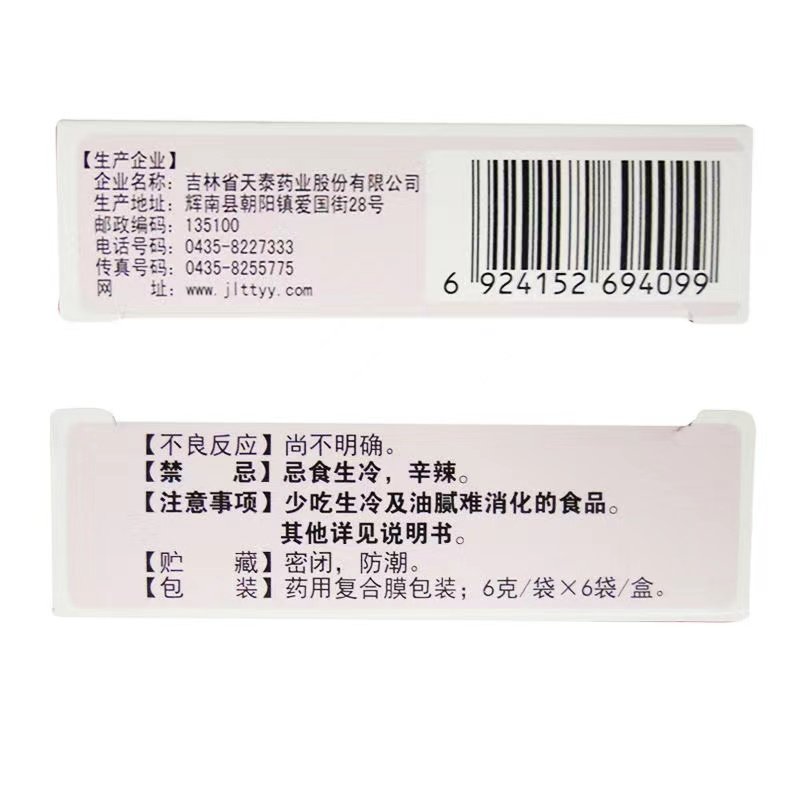 【生产企业】
企业名称：吉林省天泰药业股份有限公司
生产地址：辉南县朝阳镇爱国街28号
邮政编码：135100
电话号码：0435-8227333
传真号码：0435-8255775
网　　址：www.jlttyy.com
6 924152 694099
【不良反应】尚不明确。
【禁　　忌】忌食生冷，辛辣。
【注意事项】少吃生冷及油腻难消化的食品。
其他详见说明书。
【贮　　藏】密闭，防潮。
【包　　装】药用复合膜包装；6克/袋×6袋/盒。